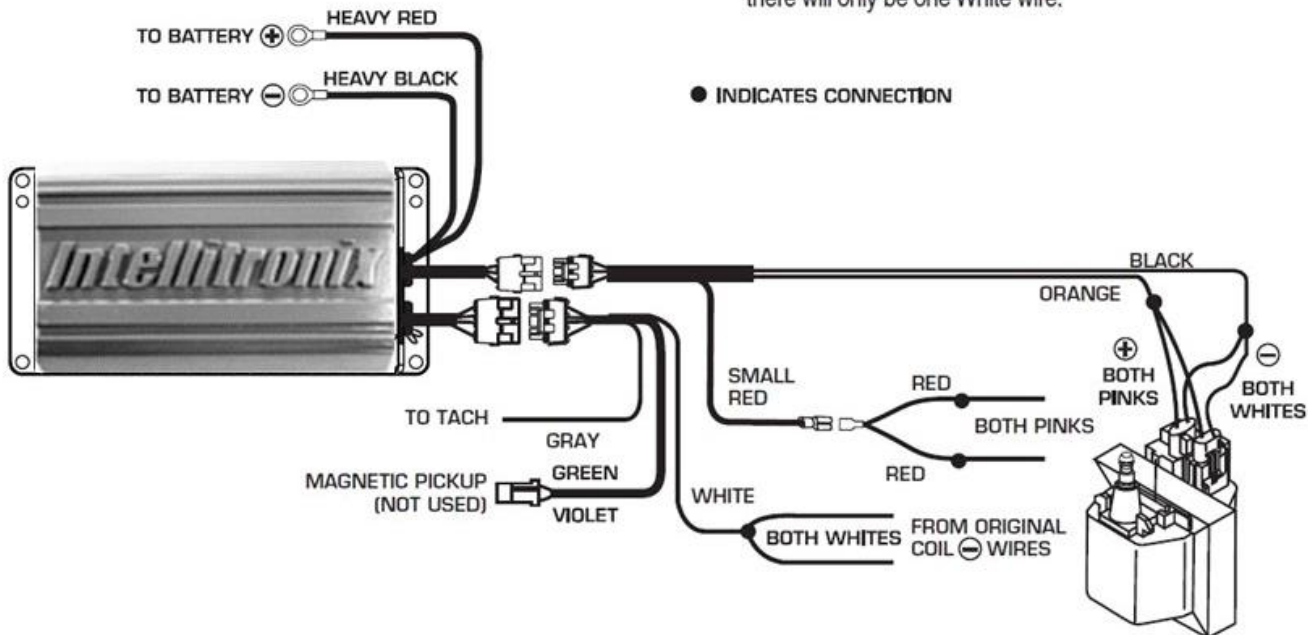 there will only be one White wire.
HEAVY RED
TO BATTERY ⊕
HEAVY BLACK
TO BATTERY ⊖
● INDICATES CONNECTION
Intellitronix
BLACK
ORANGE
⊕
BOTH
PINKS
⊖
BOTH
WHITES
SMALL
RED
RED
BOTH PINKS
RED
TO TACH
GRAY
MAGNETIC PICKUP
(NOT USED)
GREEN
VIOLET
WHITE
BOTH WHITES
FROM ORIGINAL
COIL ⊖ WIRES